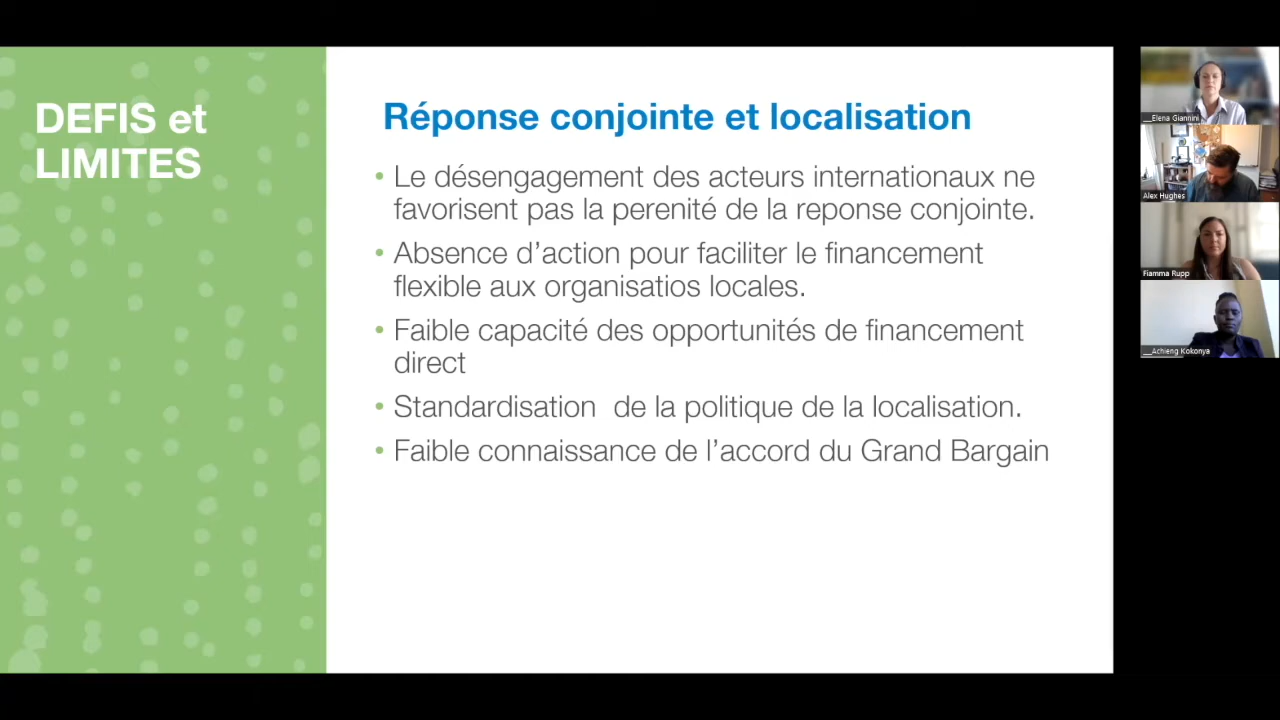 DEFIS et
LIMITES
Réponse conjointe et localisation
• Le désengagement des acteurs internationaux ne
favorisent pas la perenité de la reponse conjointe.
• Absence d’action pour faciliter le financement
flexible aux organisatios locales.
• Faible capacité des opportunités de financement
direct
• Standardisation  de la politique de la localisation.
• Faible connaissance de l’accord du Grand Bargain
__Elena Giannini
Alex Hughes
Fiamma Rupp
__Achieng Kokonya